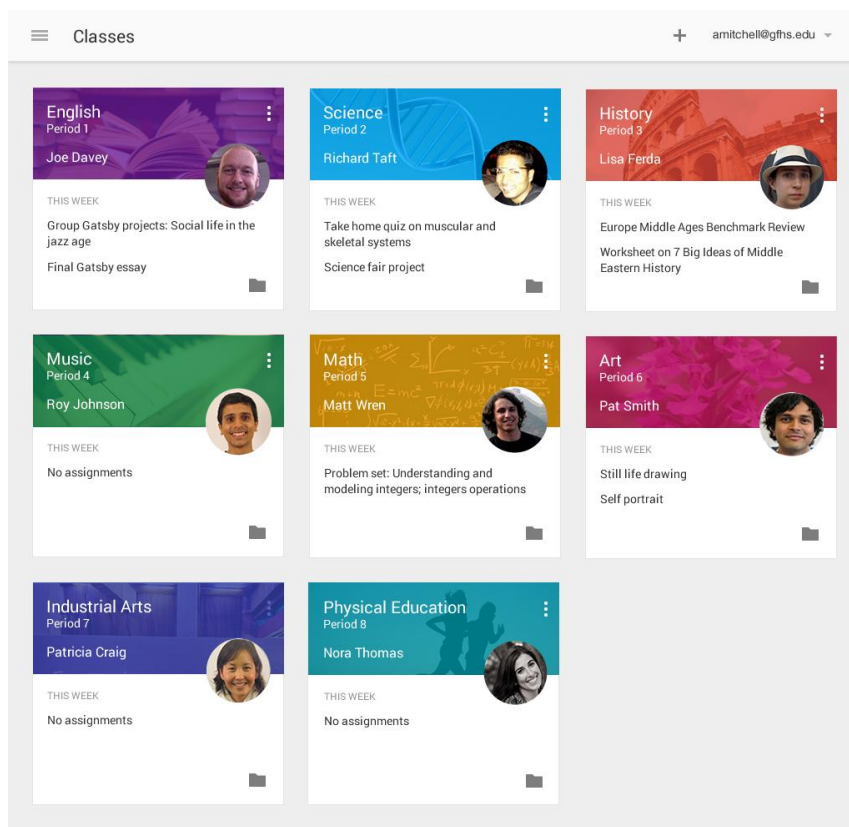 Classes
amitchell@gfhs.edu
English
Period 1
Joe Davey
THIS WEEK
Group Gatsby projects: Social life in the
jazz age
Final Gatsby essay
Science
Period 2
Richard Taft
THIS WEEK
Take home quiz on muscular and
skeletal systems
Science fair project
History
Period 3
Lisa Ferda
THIS WEEK
Europe Middle Ages Benchmark Review
Worksheet on 7 Big Ideas of Middle
Eastern History
Music
Period 4
Roy Johnson
THIS WEEK
No assignments
Math
Period 5
E=mc²
Matt Wren
THIS WEEK
Problem set: Understanding and
modeling integers; integers operations
Art
Period 6
Pat Smith
THIS WEEK
Still life drawing
Self portrait
Industrial Arts
Period 7
Patricia Craig
THIS WEEK
No assignments
Physical Education
Period 8
Nora Thomas
THIS WEEK
No assignments